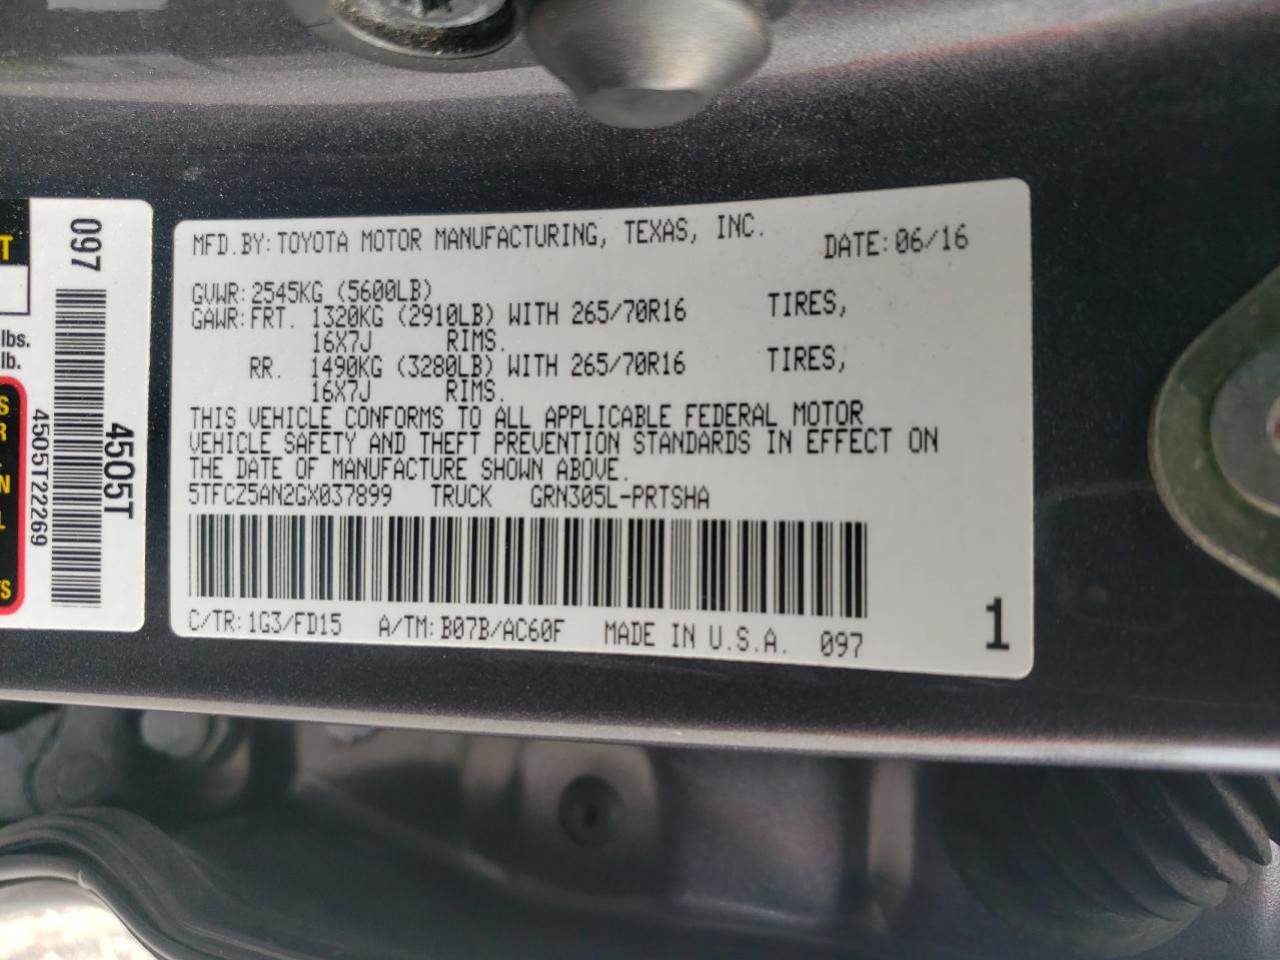 MFD.BY: TOYOTA MOTOR MANUFACTURING, TEXAS, INC. DATE: 06/16
GVWR: 2545KG (5600LB)
GAWR: FRT. 1320KG (2910LB) WITH 265/70R16 TIRES,
16X7J RIMS.
RR. 1490KG (3280LB) WITH 265/70R16 TIRES,
16X7J RIMS.
THIS VEHICLE CONFORMS TO ALL APPLICABLE FEDERAL MOTOR
VEHICLE SAFETY AND THEFT PREVENTION STANDARDS IN EFFECT ON
THE DATE OF MANUFACTURE SHOWN ABOVE.
5TFCZ5AN2GX037899 TRUCK GRN305L-PRTSHA
C/TR: 1G3/FD15 A/TM: B07B/AC60F MADE IN U.S.A. 097
1
097
4505T
4505T22269
T
lbs.
lb.
S
R
N
L
TS